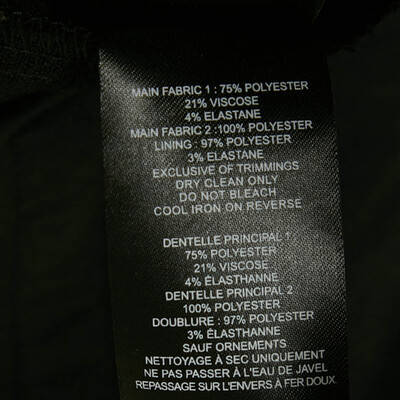 MAIN FABRIC 1 : 75% POLYESTER
21% VISCOSE
4% ELASTANE
MAIN FABRIC 2 :100% POLYESTER
LINING : 97% POLYESTER
3% ELASTANE
EXCLUSIVE OF TRIMMINGS
DRY CLEAN ONLY
DO NOT BLEACH
COOL IRON ON REVERSE
DENTELLE PRINCIPAL 1
75% POLYESTER
21% VISCOSE
4% ÉLASTHANNE
DENTELLE PRINCIPAL 2
100% POLYESTER
DOUBLURE : 97% POLYESTER
3% ÉLASTHANNE
SAUF ORNEMENTS
NETTOYAGE À SEC UNIQUEMENT
NE PAS PASSER À L'EAU DE JAVEL
REPASSAGE SUR L'ENVERS À FER DOUX.